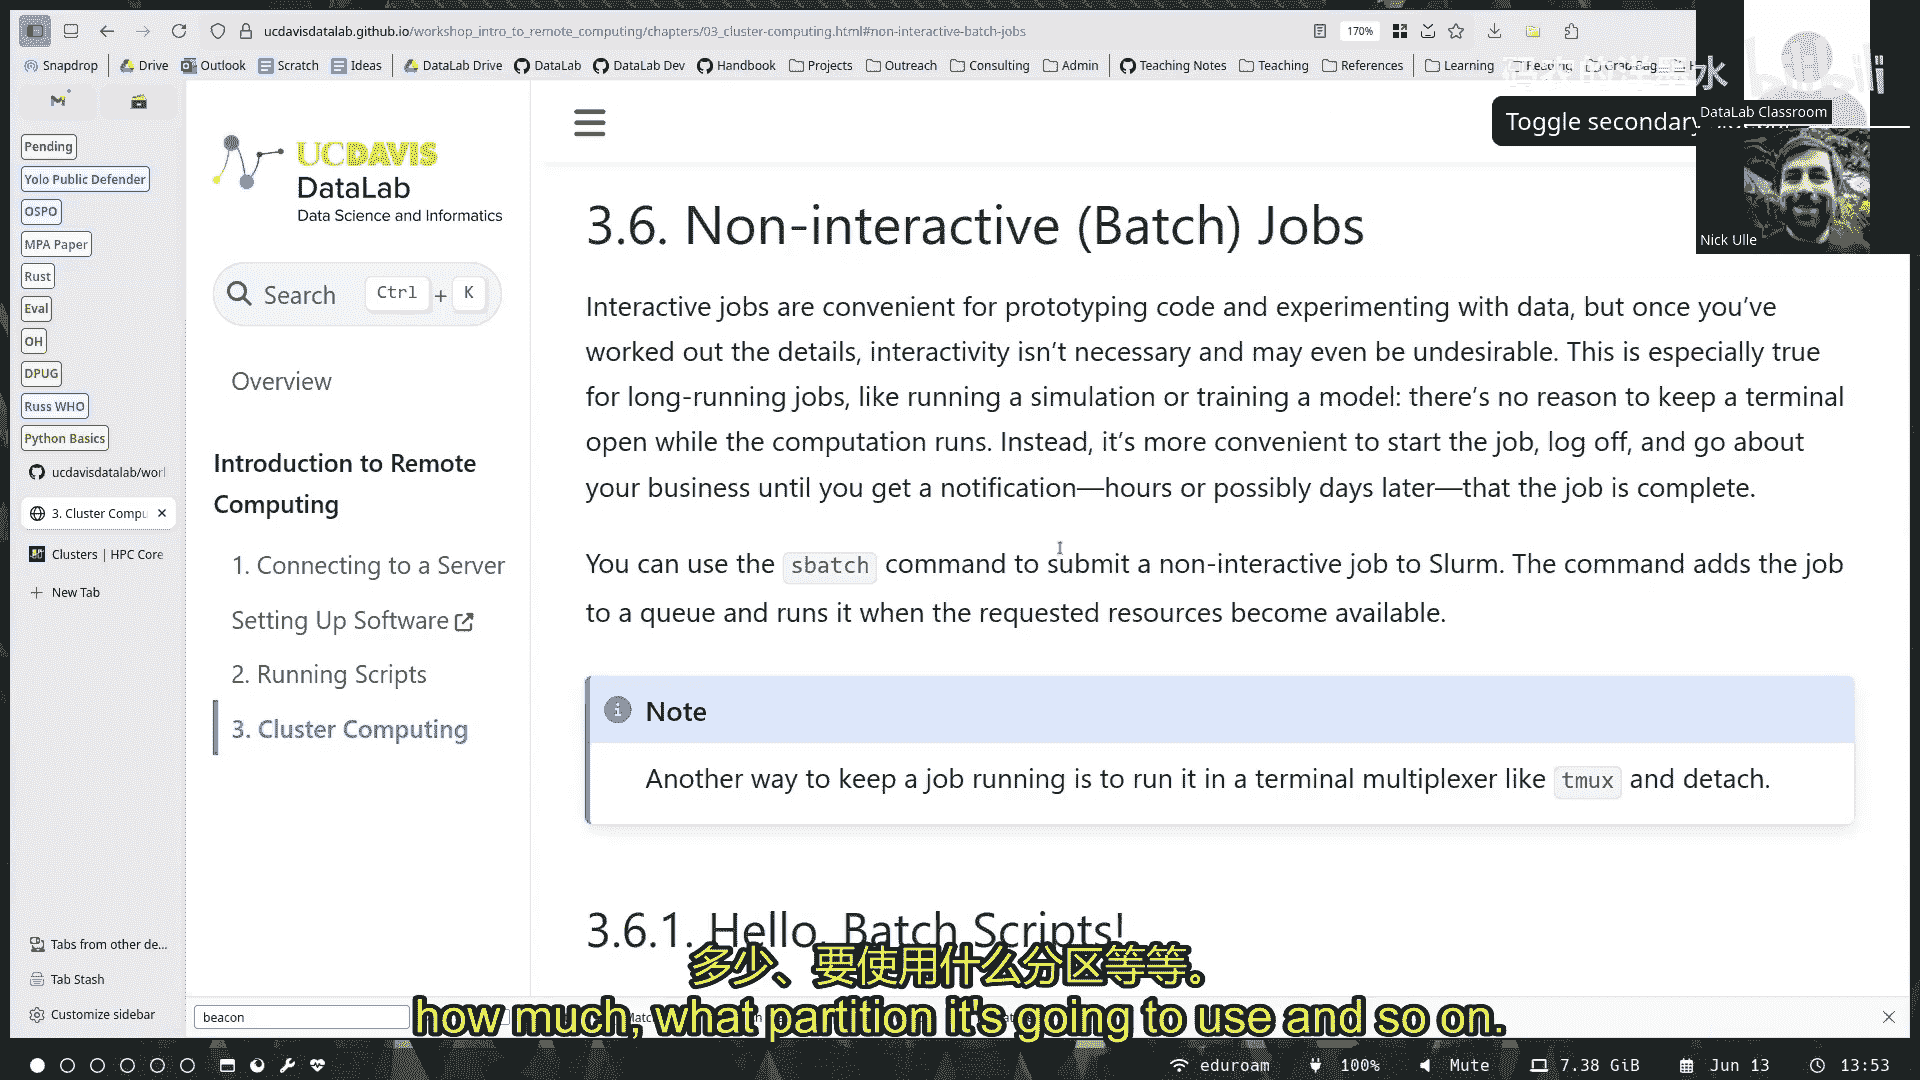 ucdavisdatalab.github.io/workshop_intro_to_remote_computing/chapters/03_cluster-computing.html#non-interactive-batch-jobs
170%
Snapdrop
Drive
Outlook
Scratch
Ideas
DataLab Drive
DataLab
DataLab Dev
Handbook
Projects
Outreach
Consulting
Admin
Teaching Notes
Teaching
References
Learning
Pending
Yolo Public Defender
OSPO
MPA Paper
Rust
Eval
OH
DPUG
Russ WHO
Python Basics
ucdavisdatalab/wor
3. Cluster Compu
Clusters | HPC Core
New Tab
Tabs from other de...
Tab Stash
Customize sidebar
UCDAVIS
DataLab
Data Science and Informatics
Search
Ctrl + K
Overview
Introduction to Remote
Computing
1. Connecting to a Server
Setting Up Software
2. Running Scripts
3. Cluster Computing
Toggle secondary
DataLab Classroom
Nick Ulle
3.6. Non-interactive (Batch) Jobs
Interactive jobs are convenient for prototyping code and experimenting with data, but once you’ve
worked out the details, interactivity isn’t necessary and may even be undesirable. This is especially true
for long-running jobs, like running a simulation or training a model: there’s no reason to keep a terminal
open while the computation runs. Instead, it’s more convenient to start the job, log off, and go about
your business until you get a notification—hours or possibly days later—that the job is complete.
You can use the sbatch command to submit a non-interactive job to Slurm. The command adds the job
to a queue and runs it when the requested resources become available.
Note
Another way to keep a job running is to run it in a terminal multiplexer like tmux and detach.
3.6.1. Hello, Batch Scripts!
多少、要使用什么分区等等。
how much, what partition it's going to use and so on.
beacon
eduroam
100%
Mute
7.38 GiB
Jun 13
13:53